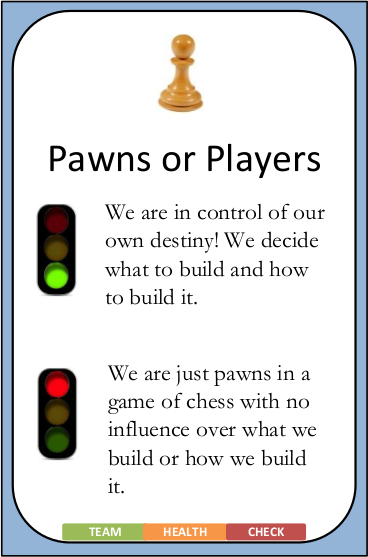 Pawns or Players
We are in control of our
own destiny! We decide
what to build and how
to build it.
We are just pawns in a
game of chess with no
influence over what we
build or how we build
it.
TEAM HEALTH CHECK